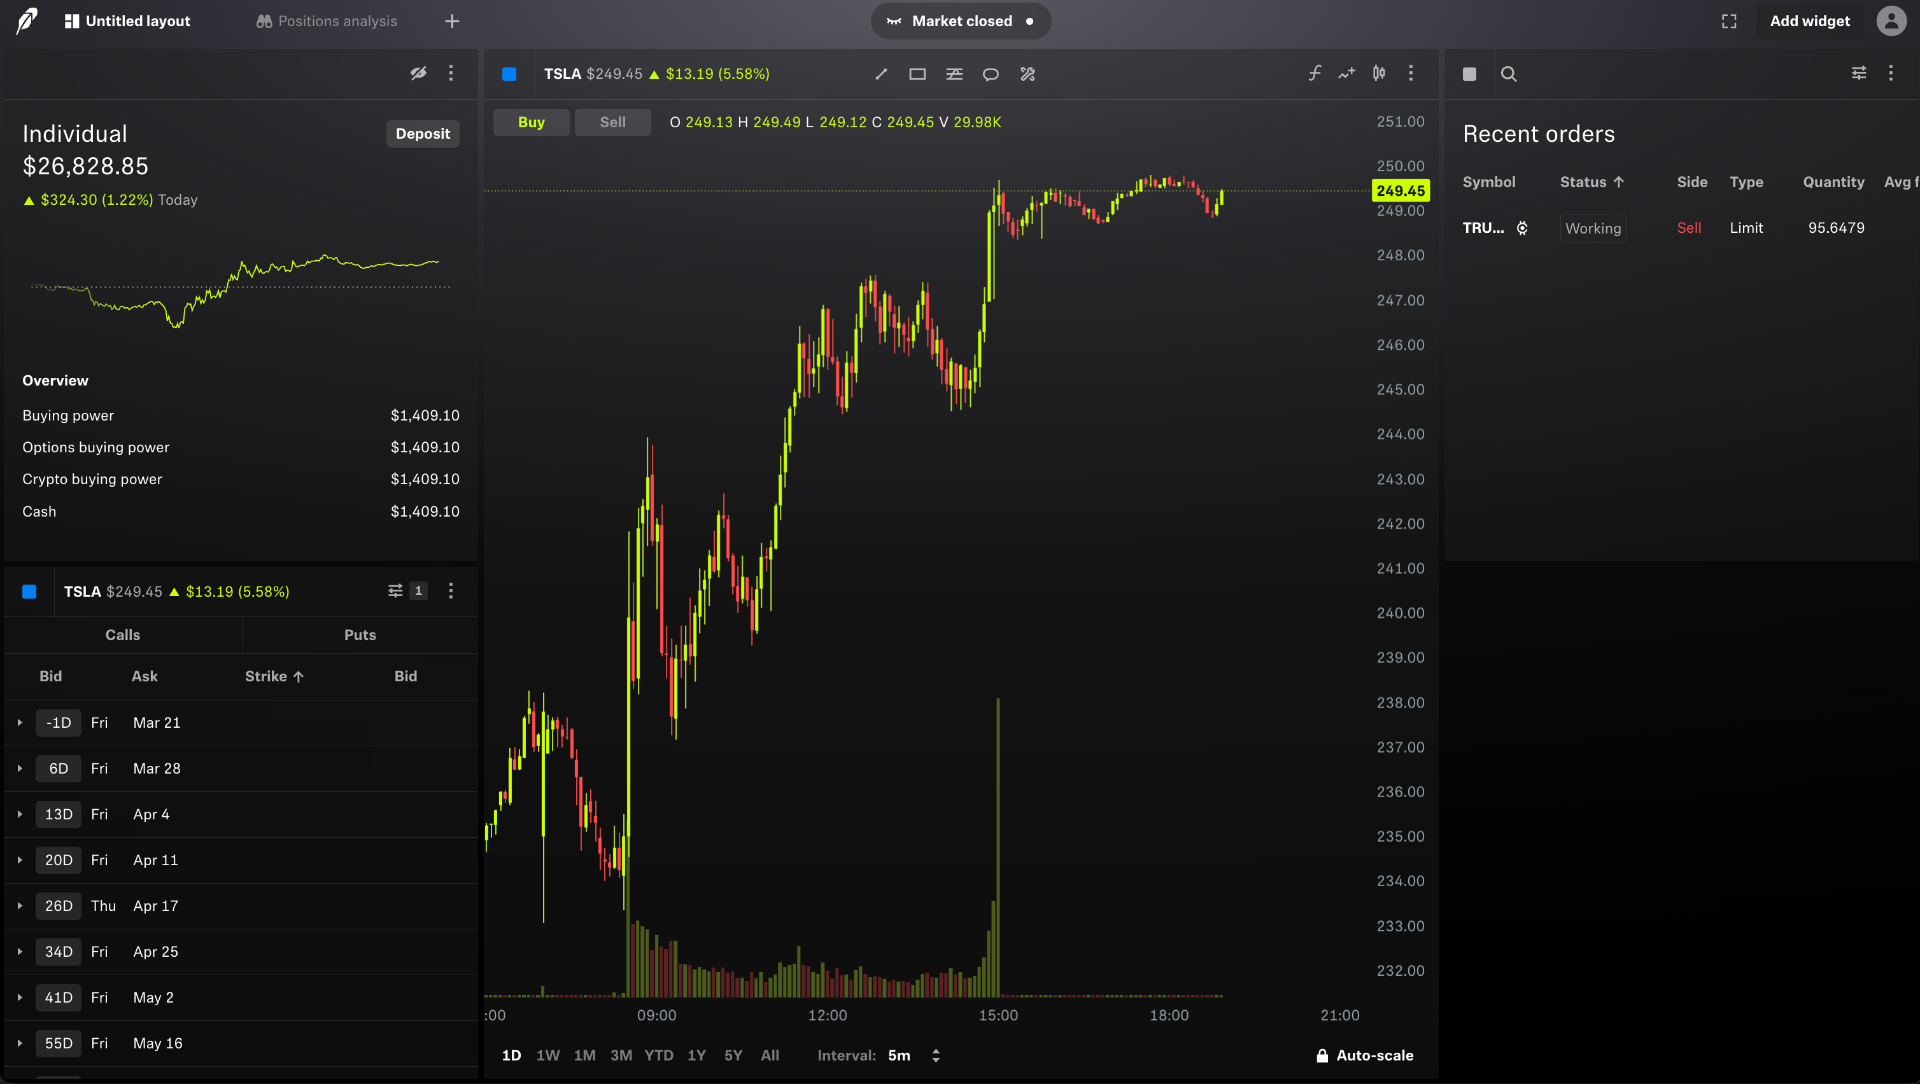 Untitled layout
Positions analysis
Market closed
Add widget
Individual
Deposit
$26,828.85
$324.30 (1.22%) Today
Overview
Buying power $1,409.10
Options buying power $1,409.10
Crypto buying power $1,409.10
Cash $1,409.10
TSLA $249.45 $13.19 (5.58%)
1
Calls Puts
Bid Ask Strike Bid
-1D Fri Mar 21
6D Fri Mar 28
13D Fri Apr 4
20D Fri Apr 11
26D Thu Apr 17
34D Fri Apr 25
41D Fri May 2
55D Fri May 16
TSLA $249.45 $13.19 (5.58%)
Buy Sell O 249.13 H 249.49 L 249.12 C 249.45 V 29.98K
251.00
250.00
249.45
249.00
248.00
247.00
246.00
245.00
244.00
243.00
242.00
241.00
240.00
239.00
238.00
237.00
236.00
235.00
234.00
233.00
232.00
:00 09:00 12:00 15:00 18:00 21:00
1D 1W 1M 3M YTD 1Y 5Y All Interval: 5m Auto-scale
Recent orders
Symbol Status Side Type Quantity Avg f
TRU... Working Sell Limit 95.6479